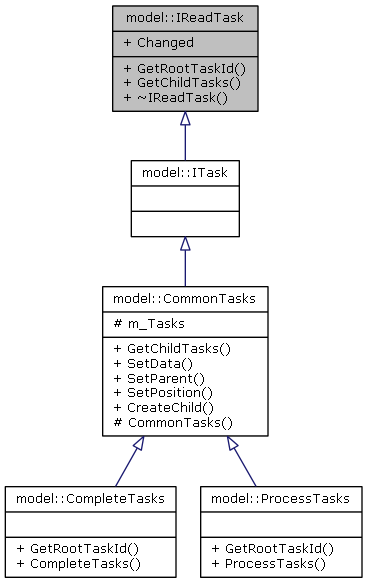 model::IReadTask
+ Changed
+ GetRootTaskId()
+ GetChildTasks()
+ ~IReadTask()
model::ITask
model::CommonTasks
# m_Tasks
+ GetChildTasks()
+ SetData()
+ SetParent()
+ SetPosition()
+ CreateChild()
# CommonTasks()
model::CompleteTasks
+ GetRootTaskId()
+ CompleteTasks()
model::ProcessTasks
+ GetRootTaskId()
+ ProcessTasks()